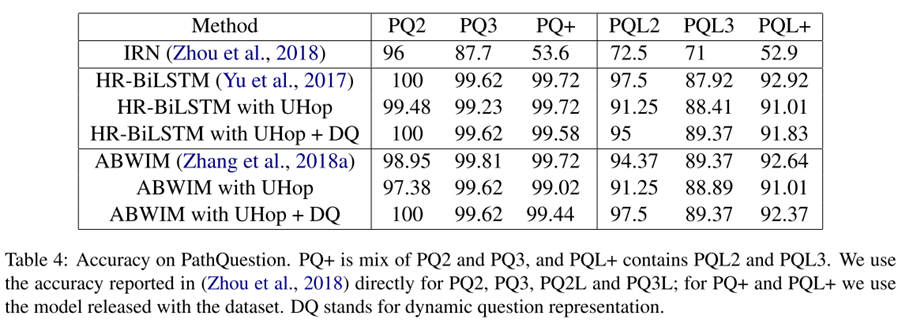 Method PQ2 PQ3 PQ+ PQL2 PQL3 PQL+
IRN (Zhou et al., 2018) 96 87.7 53.6 72.5 71 52.9
HR-BiLSTM (Yu et al., 2017) 100 99.62 99.72 97.5 87.92 92.92
HR-BiLSTM with UHop 99.48 99.23 99.72 91.25 88.41 91.01
HR-BiLSTM with UHop + DQ 100 99.62 99.58 95 89.37 91.83
ABWIM (Zhang et al., 2018a) 98.95 99.81 99.72 94.37 89.37 92.64
ABWIM with UHop 97.38 99.62 99.02 91.25 88.89 91.01
ABWIM with UHop + DQ 100 99.62 99.44 97.5 89.37 92.37
Table 4: Accuracy on PathQuestion. PQ+ is mix of PQ2 and PQ3, and PQL+ contains PQL2 and PQL3. We use
the accuracy reported in (Zhou et al., 2018) directly for PQ2, PQ3, PQ2L and PQ3L; for PQ+ and PQL+ we use
the model released with the dataset. DQ stands for dynamic question representation.